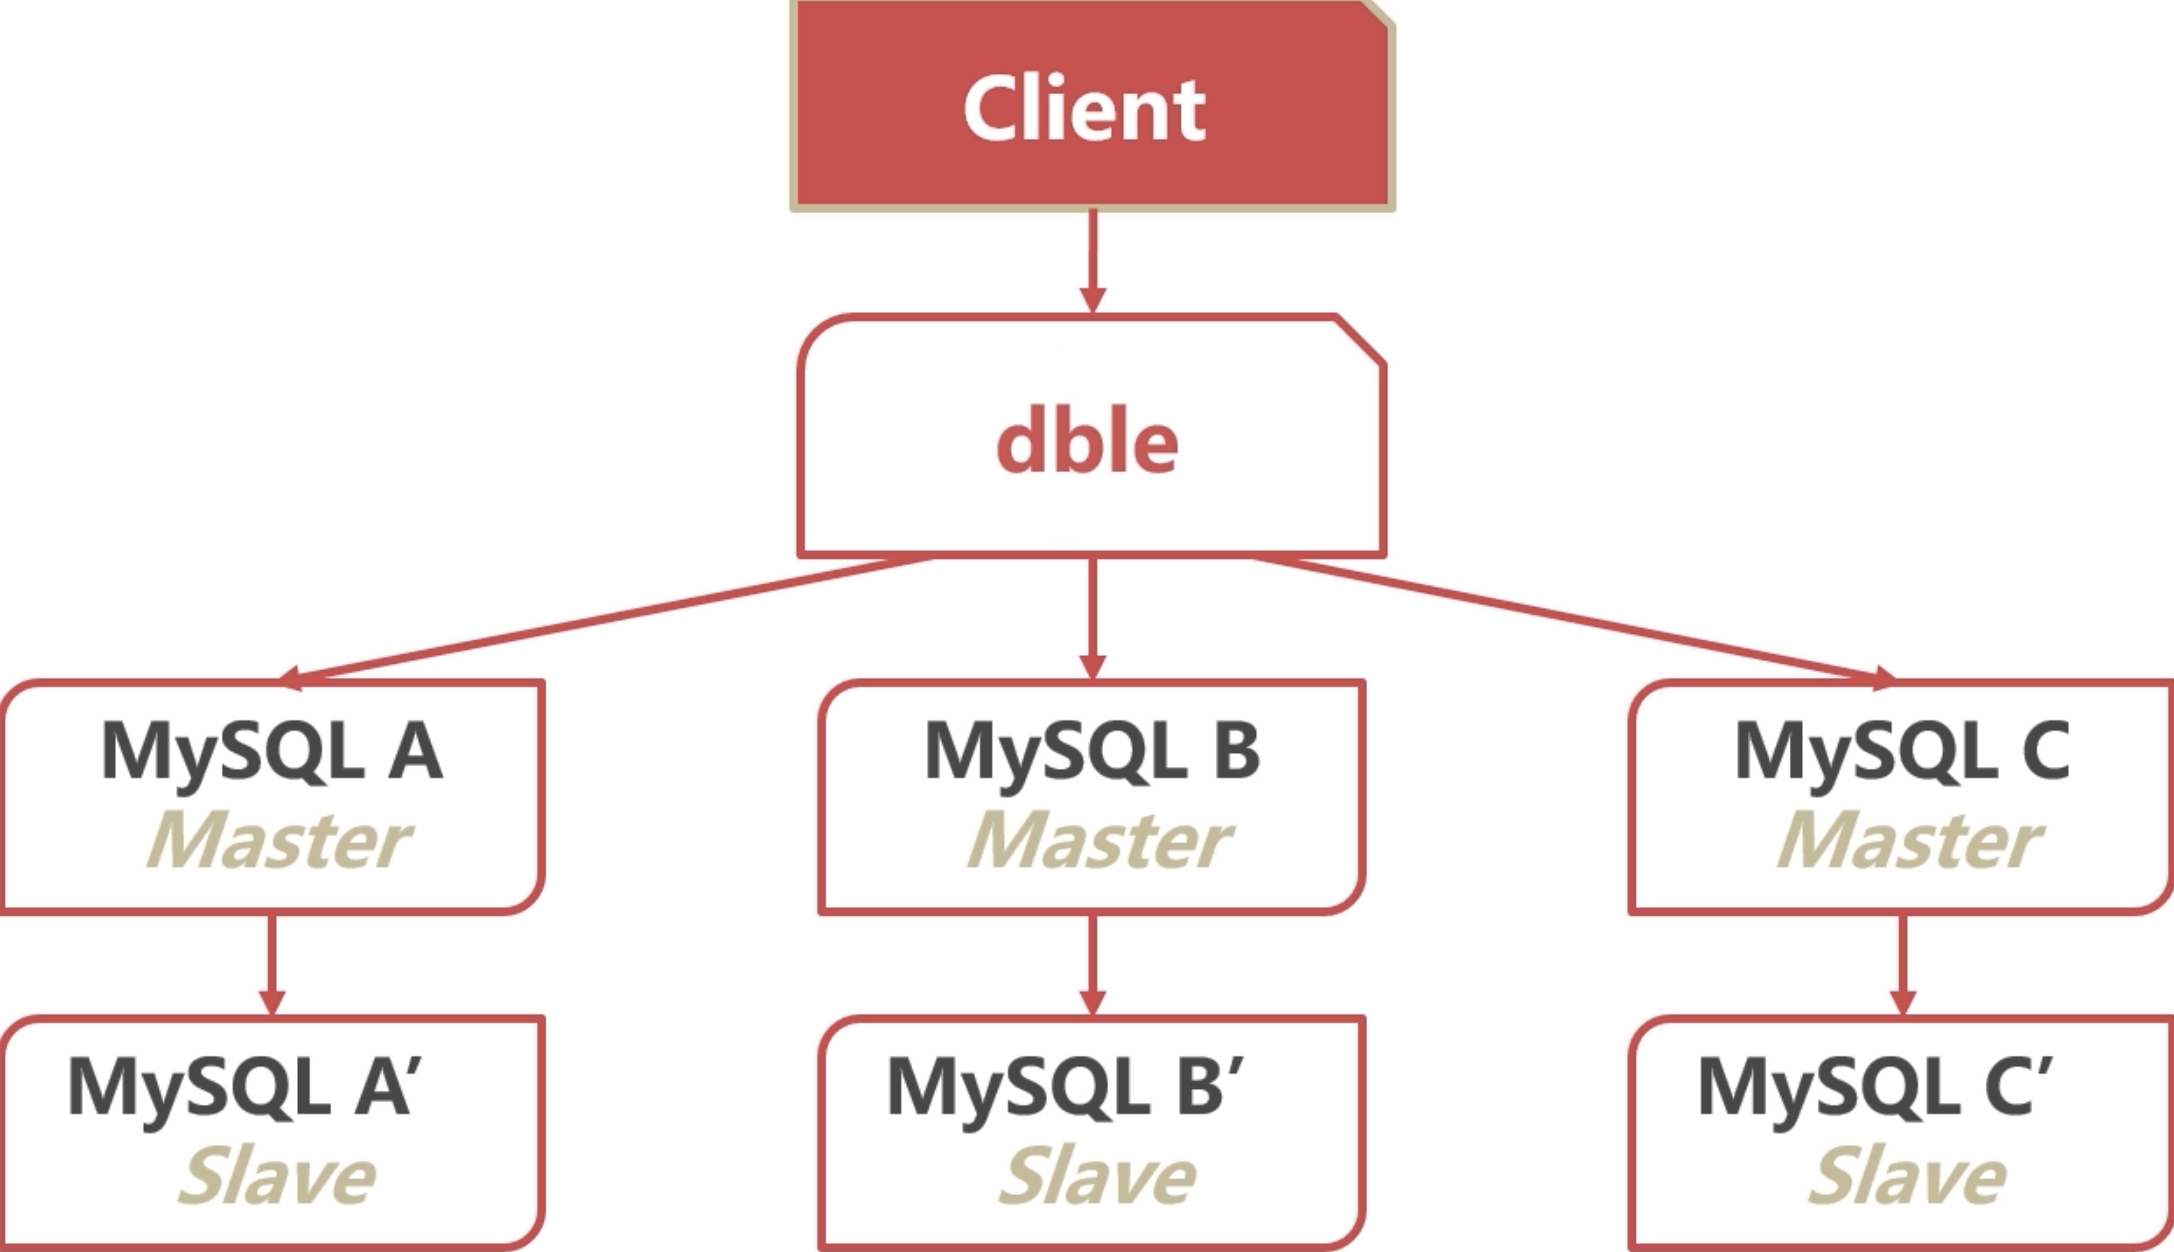 Client
dble
MySQL A
Master
MySQL B
Master
MySQL C
Master
MySQL A’
Slave
MySQL B’
Slave
MySQL C’
Slave